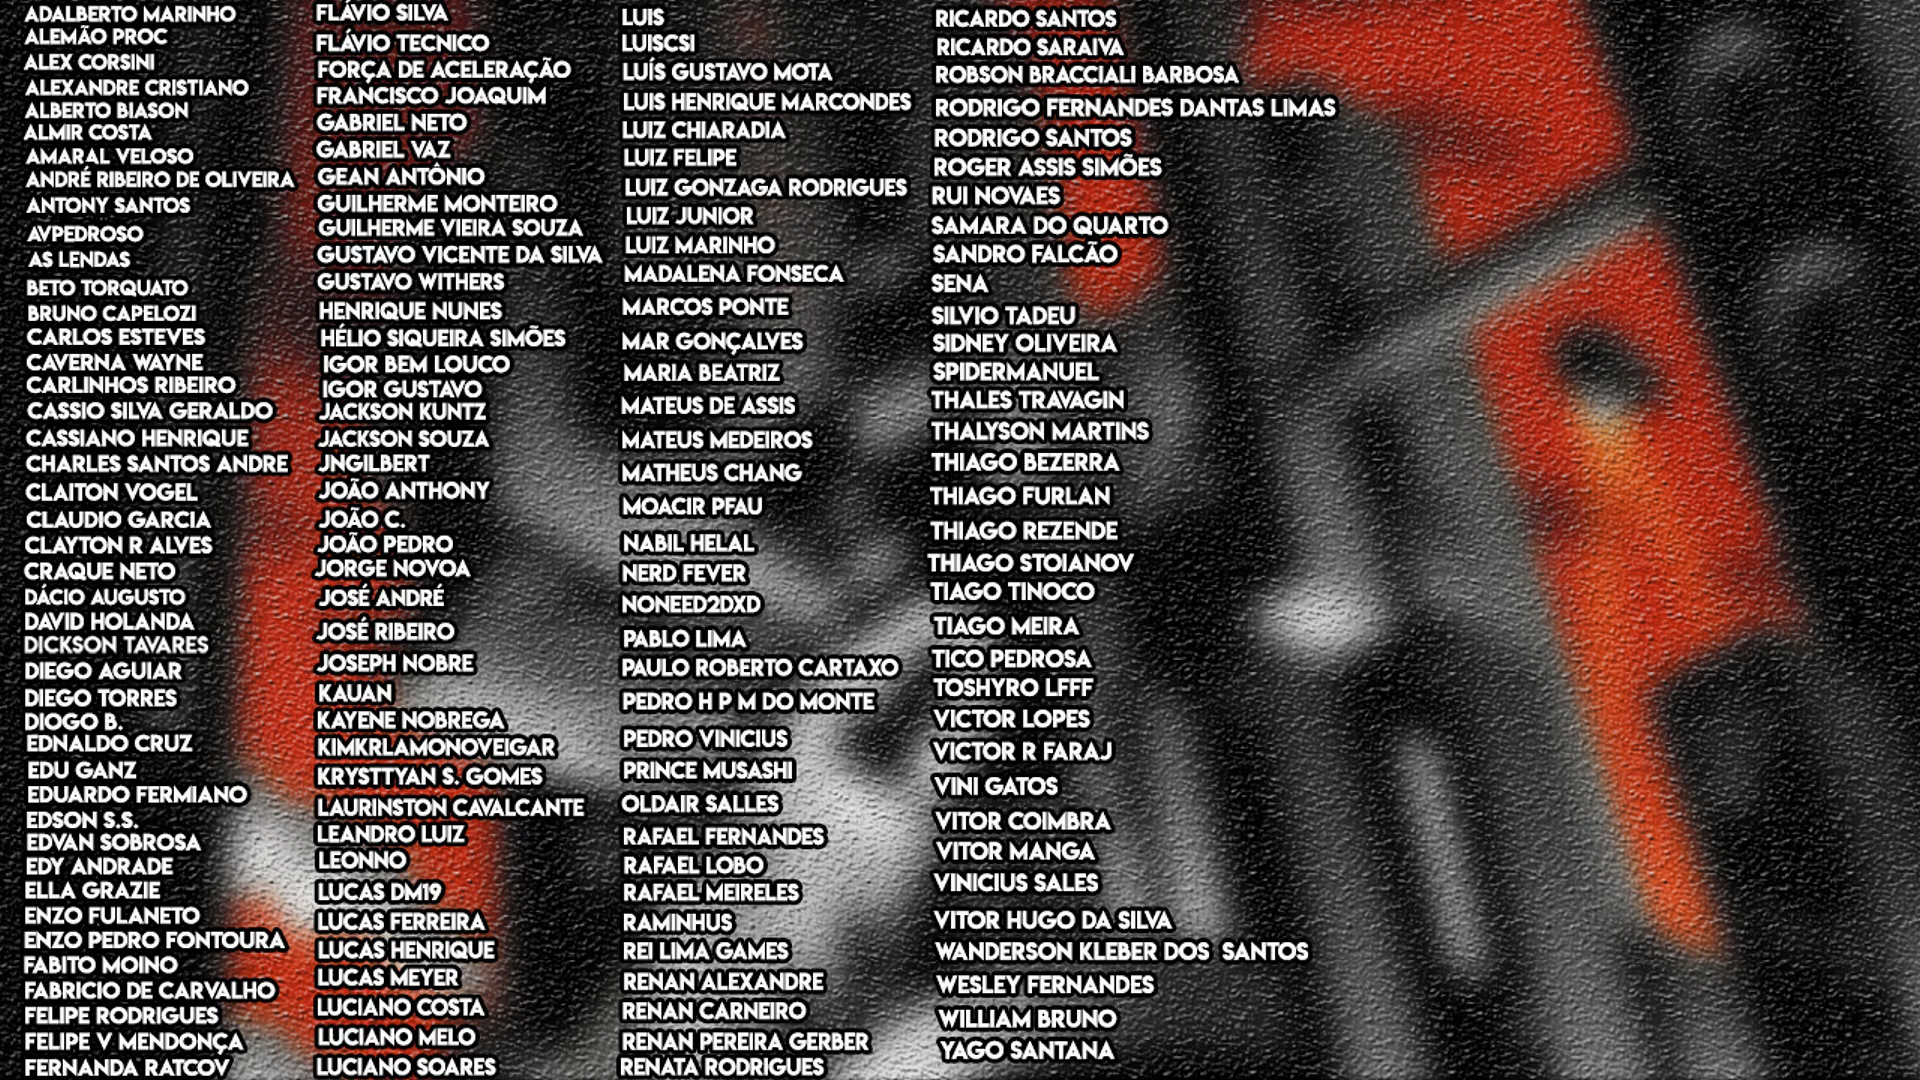 ADALBERTO MARINHO
ALEMÃO PROC
ALEX CORSINI
ALEXANDRE CRISTIANO
ALBERTO BIASON
ALMIR COSTA
AMARAL VELOSO
ANDRÉ RIBEIRO DE OLIVEIRA
ANTONY SANTOS
AVPEDROSO
AS LENDAS
BETO TORQUATO
BRUNO CAPELOZI
CARLOS ESTEVES
CAVERNA WAYNE
CARLINHOS RIBEIRO
CASSIO SILVA GERALDO
CASSIANO HENRIQUE
CHARLES SANTOS ANDRE
CLAITON VOGEL
CLAUDIO GARCIA
CLAYTON R ALVES
CRAQUE NETO
DÁCIO AUGUSTO
DAVID HOLANDA
DICKSON TAVARES
DIEGO AGUIAR
DIEGO TORRES
DIOGO B.
EDNALDO CRUZ
EDU GANZ
EDUARDO FERMIANO
EDSON S.S.
EDVAN SOBROSA
EDY ANDRADE
ELLA GRAZIE
ENZO FULANETO
ENZO PEDRO FONTOURA
FABITO MOINO
FABRICIO DE CARVALHO
FELIPE RODRIGUES
FELIPE V MENDONÇA
FERNANDA RATCOV
FLÁVIO SILVA
FLÁVIO TECNICO
FORÇA DE ACELERAÇÃO
FRANCISCO JOAQUIM
GABRIEL NETO
GABRIEL VAZ
GEAN ANTÔNIO
GUILHERME MONTEIRO
GUILHERME VIEIRA SOUZA
GUSTAVO VICENTE DA SILVA
GUSTAVO WITHERS
HENRIQUE NUNES
HÉLIO SIQUEIRA SIMÕES
IGOR BEM LOUCO
IGOR GUSTAVO
JACKSON KUNTZ
JACKSON SOUZA
JNGILBERT
JOÃO ANTHONY
JOÃO C.
JOÃO PEDRO
JORGE NOVOA
JOSÉ ANDRÉ
JOSÉ RIBEIRO
JOSEPH NOBRE
KAUAN
KAYENE NOBREGA
KIMKRLAMONOVEIGAR
KRYSTTYAN S. GOMES
LAURINSTON CAVALCANTE
LEANDRO LUIZ
LEONNO
LUCAS DM19
LUCAS FERREIRA
LUCAS HENRIQUE
LUCAS MEYER
LUCIANO COSTA
LUCIANO MELO
LUCIANO SOARES
LUIS
LUISCSI
LUÍS GUSTAVO MOTA
LUIS HENRIQUE MARCONDES
LUIZ CHIARADIA
LUIZ FELIPE
LUIZ GONZAGA RODRIGUES
LUIZ JUNIOR
LUIZ MARINHO
MADALENA FONSECA
MARCOS PONTE
MAR GONÇALVES
MARIA BEATRIZ
MATEUS DE ASSIS
MATEUS MEDEIROS
MATHEUS CHANG
MOACIR PFAU
NABIL HELAL
NERD FEVER
NONEED2DXD
PABLO LIMA
PAULO ROBERTO CARTAXO
PEDRO H P M DO MONTE
PEDRO VINICIUS
PRINCE MUSASHI
OLDAIR SALLES
RAFAEL FERNANDES
RAFAEL LOBO
RAFAEL MEIRELES
RAMINHUS
REI LIMA GAMES
RENAN ALEXANDRE
RENAN CARNEIRO
RENAN PEREIRA GERBER
RENATA RODRIGUES
RICARDO SANTOS
RICARDO SARAIVA
ROBSON BRACCIALI BARBOSA
RODRIGO FERNANDES DANTAS LIMAS
RODRIGO SANTOS
ROGER ASSIS SIMÕES
RUI NOVAES
SAMARA DO QUARTO
SANDRO FALCÃO
SENA
SILVIO TADEU
SIDNEY OLIVEIRA
SPIDERMANUEL
THALES TRAVAGIN
THALYSON MARTINS
THIAGO BEZERRA
THIAGO FURLAN
THIAGO REZENDE
THIAGO STOIANOV
TIAGO TINOCO
TIAGO MEIRA
TICO PEDROSA
TOSHYRO LFFF
VICTOR LOPES
VICTOR R FARAJ
VINI GATOS
VITOR COIMBRA
VITOR MANGA
VINICIUS SALES
VITOR HUGO DA SILVA
WANDERSON KLEBER DOS SANTOS
WESLEY FERNANDES
WILLIAM BRUNO
YAGO SANTANA